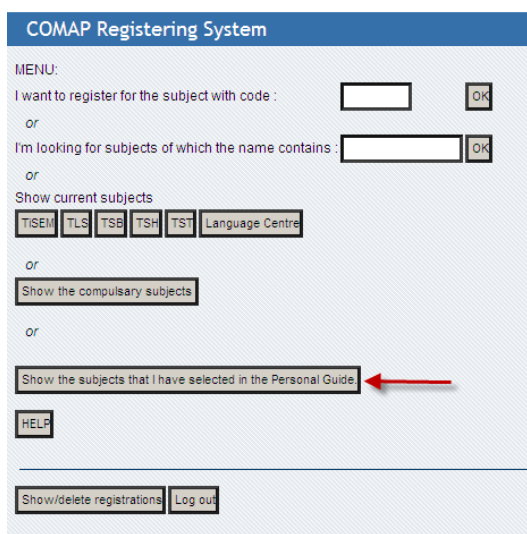 COMAP Registering System
MENU:
I want to register for the subject with code : OK
or
I'm looking for subjects of which the name contains : OK
or
Show current subjects
TiSEM TLS TSB TSH TST Language Centre
or
Show the compulsary subjects
or
Show the subjects that I have selected in the Personal Guide.
HELP
Show/delete registrations Log out